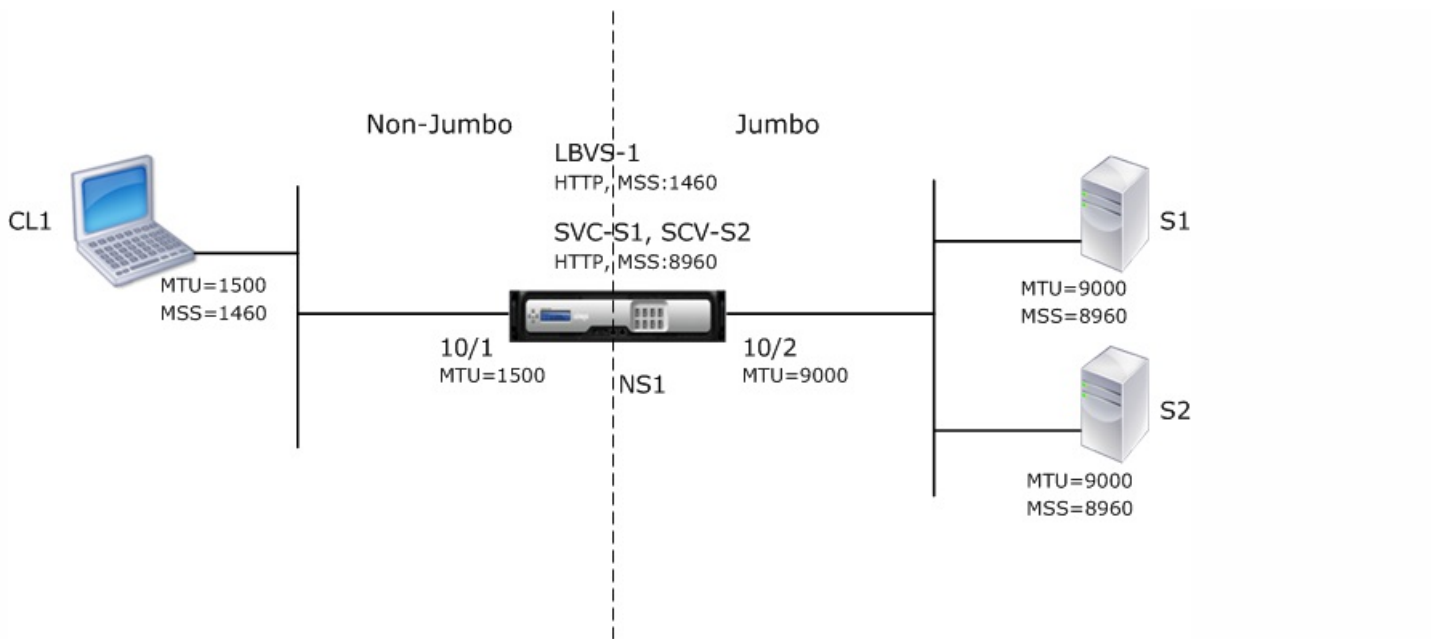 Non-Jumbo
Jumbo
LBVS-1
HTTP, MSS:1460
SVC-S1, SCV-S2
HTTP, MSS:8960
CL1
MTU=1500
MSS=1460
10/1
MTU=1500
NS1
10/2
MTU=9000
S1
MTU=9000
MSS=8960
S2
MTU=9000
MSS=8960